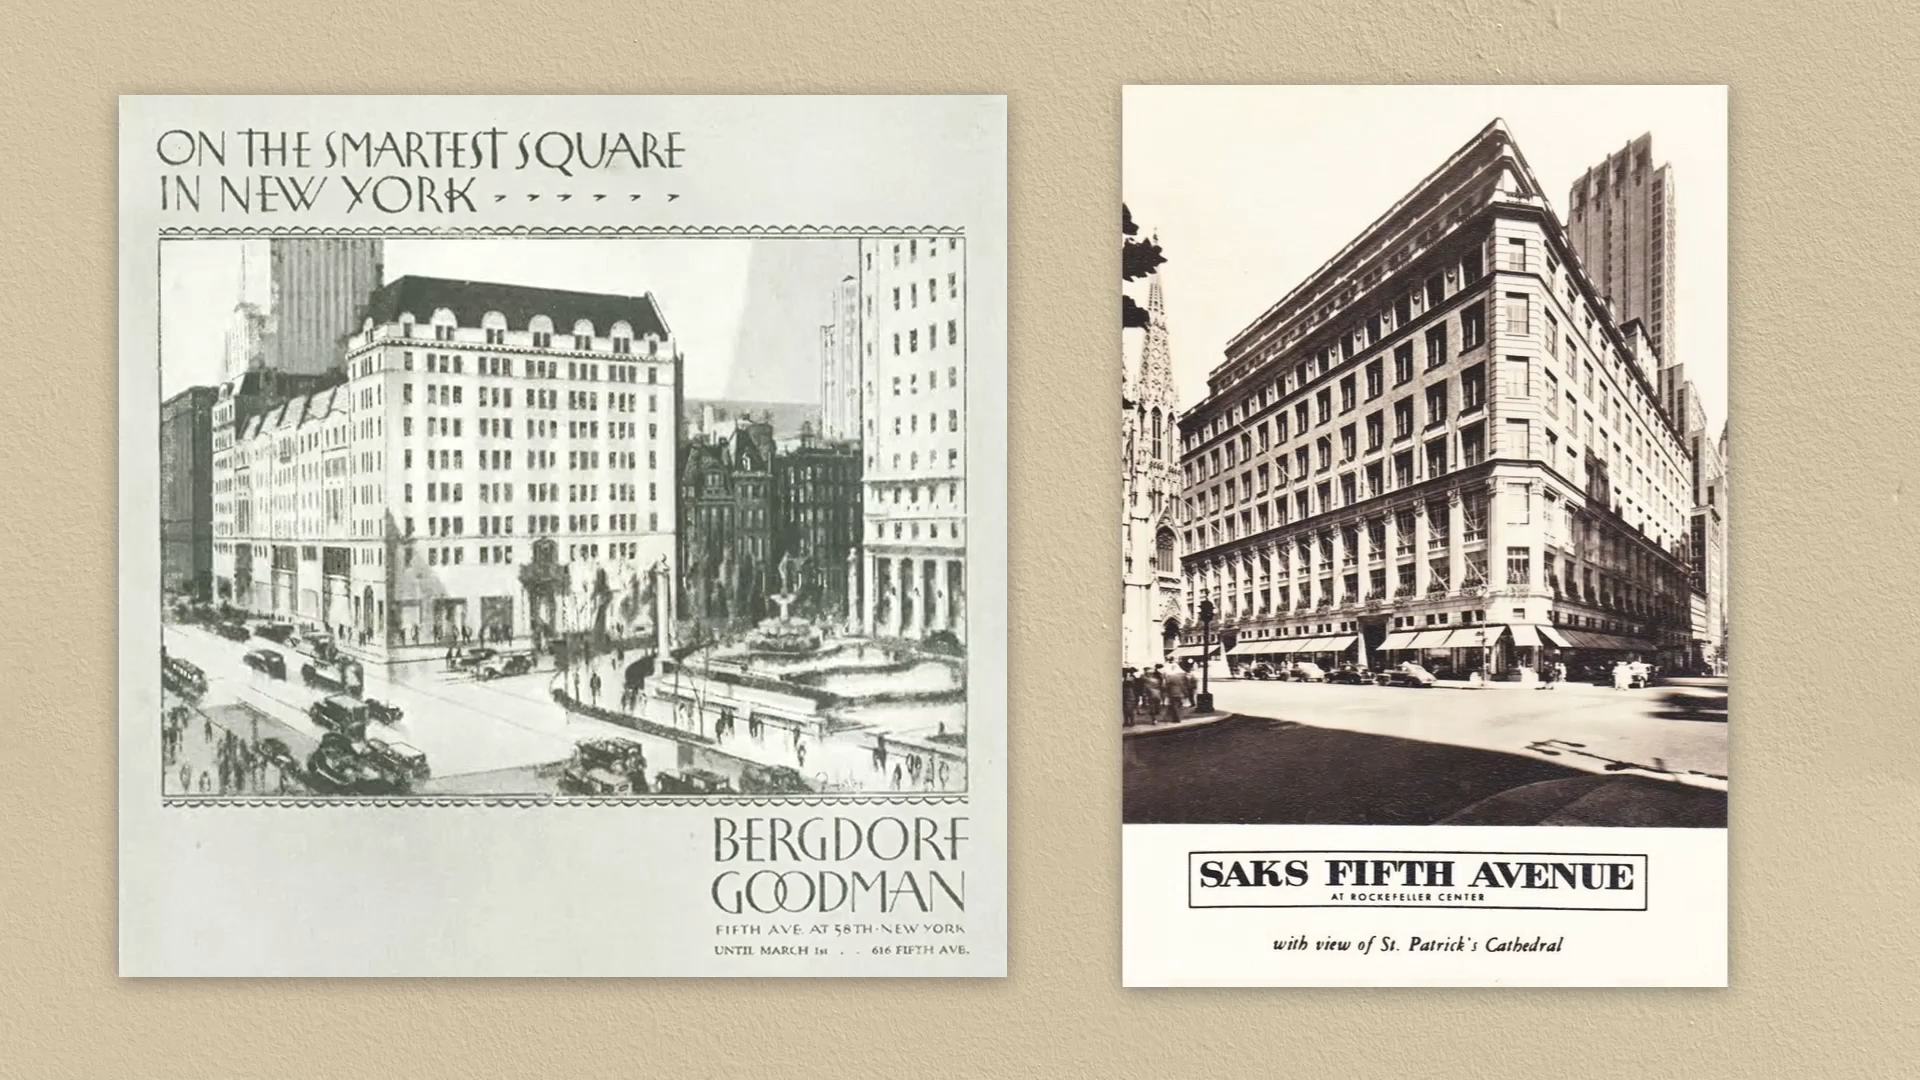 ON THE SMARTEST SQUARE
IN NEW YORK
BERGDORF
GOODMAN
FIFTH AVE. AT 58TH·NEW YORK
UNTIL MARCH 1st . . 616 FIFTH AVE.
SAKS FIFTH AVENUE
AT ROCKEFELLER CENTER
with view of St. Patrick's Cathedral